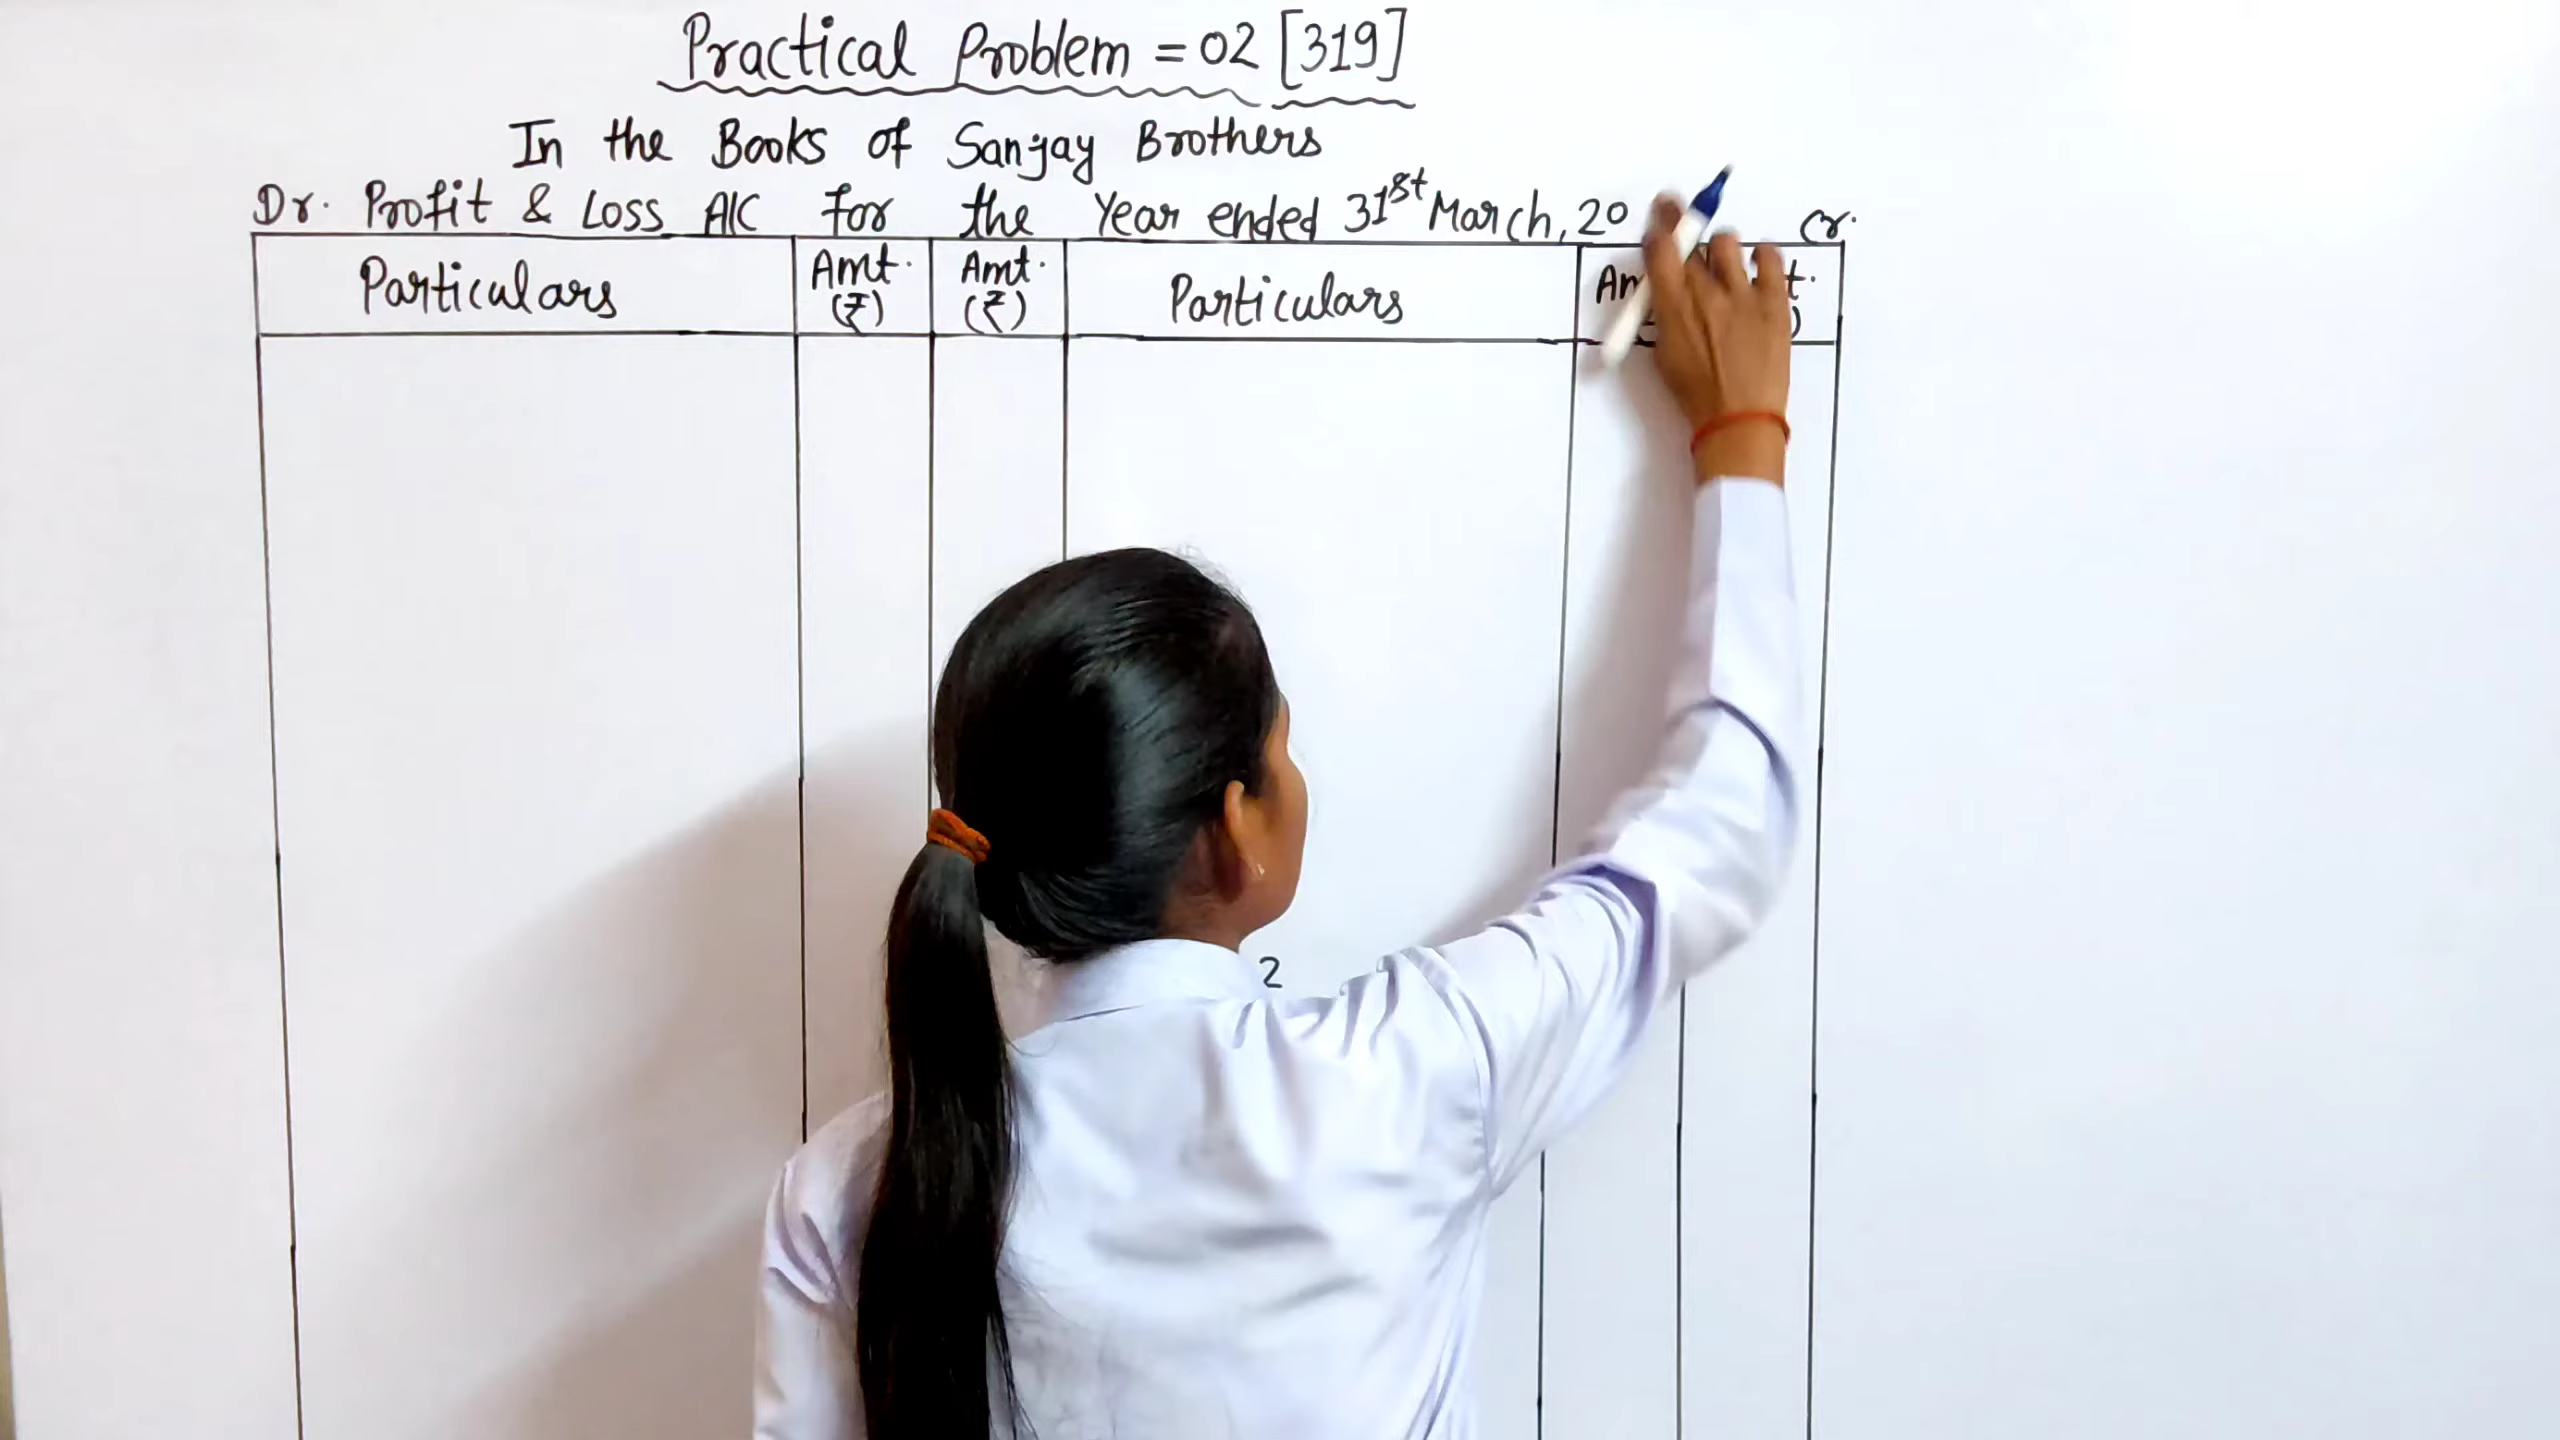 Practical Problem = 02 [319]
In the Books of Sanjay Brothers
Dr. Profit & Loss A/C for the Year ended 31st March, 20 Cr.
Particulars Amt. (₹) Amt. (₹) Particulars
2